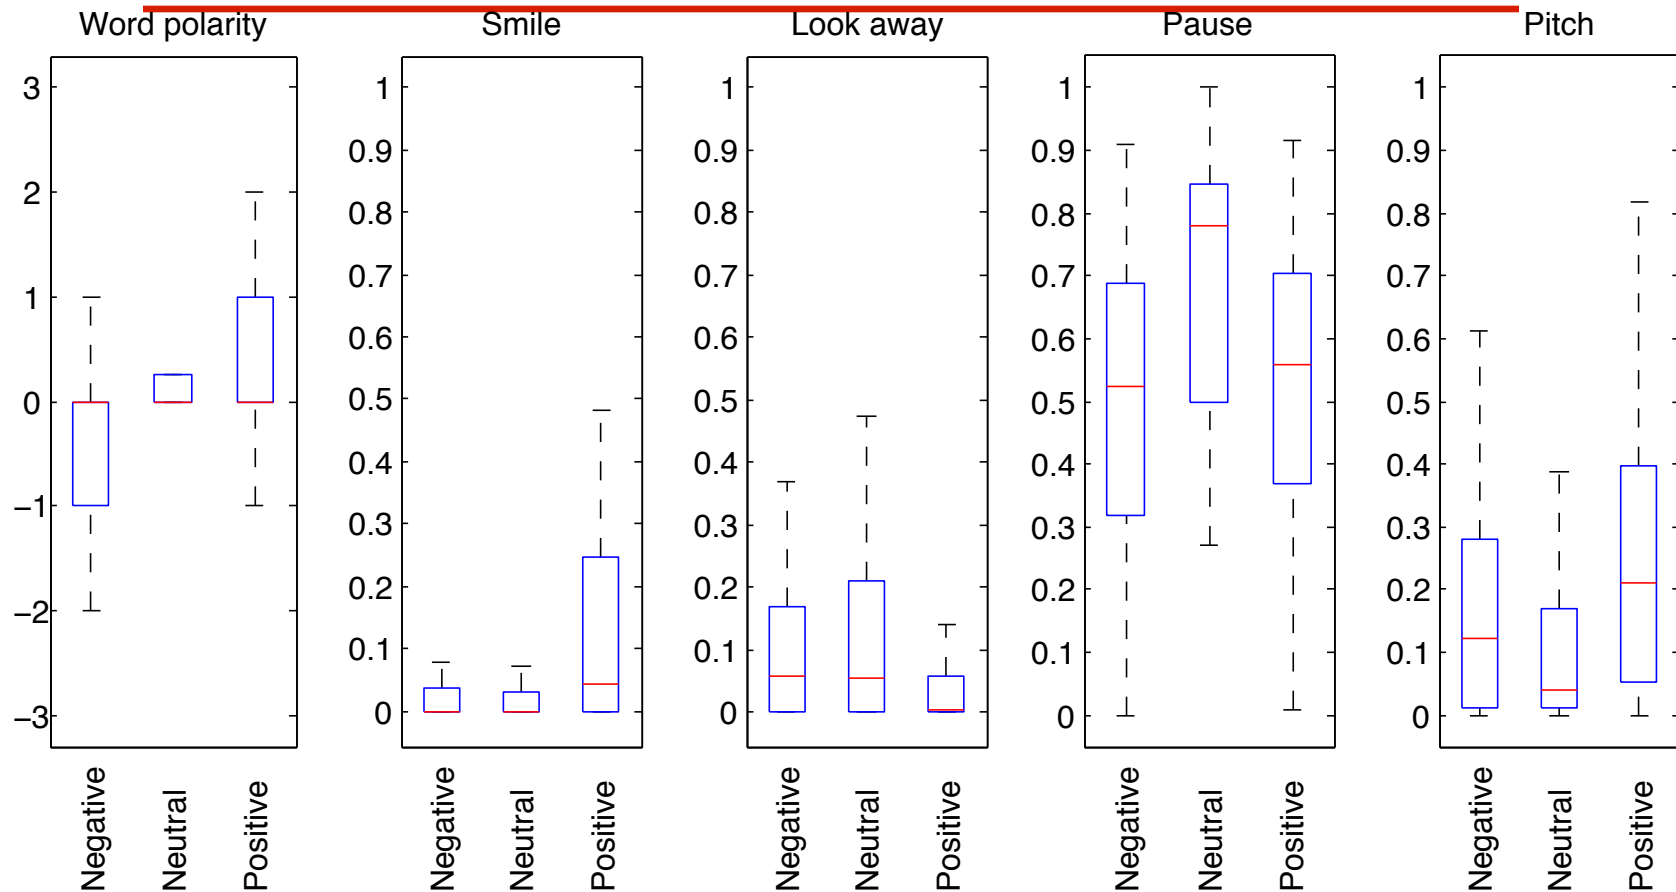 Word polarity
3
2
1
0
−1
−2
−3
Negative
Neutral
Positive
Smile
1
0.9
0.8
0.7
0.6
0.5
0.4
0.3
0.2
0.1
0
Negative
Neutral
Positive
Look away
1
0.9
0.8
0.7
0.6
0.5
0.4
0.3
0.2
0.1
0
Negative
Neutral
Positive
Pause
1
0.9
0.8
0.7
0.6
0.5
0.4
0.3
0.2
0.1
0
Negative
Neutral
Positive
Pitch
1
0.9
0.8
0.7
0.6
0.5
0.4
0.3
0.2
0.1
0
Negative
Neutral
Positive